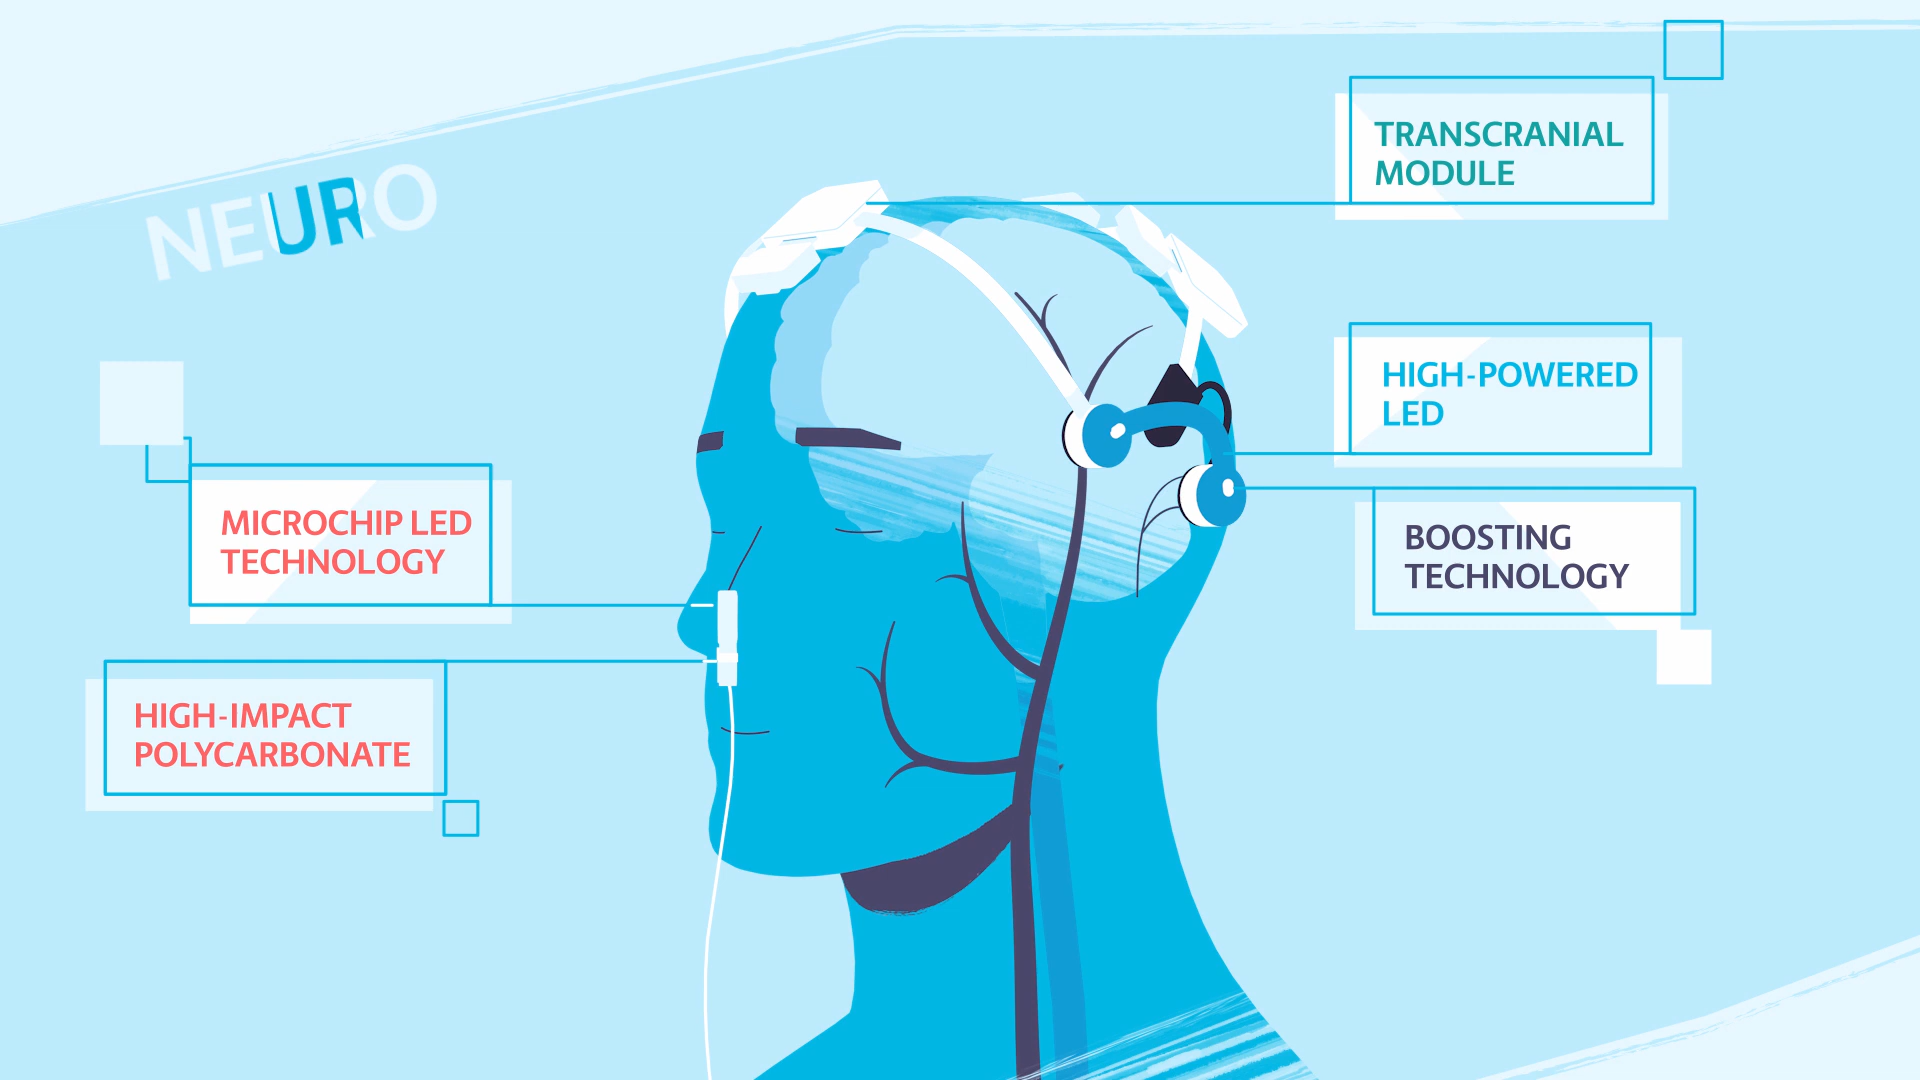 NEURO
TRANSCRANIAL
MODULE
HIGH-POWERED
LED
MICROCHIP LED
TECHNOLOGY
BOOSTING
TECHNOLOGY
HIGH-IMPACT
POLYCARBONATE